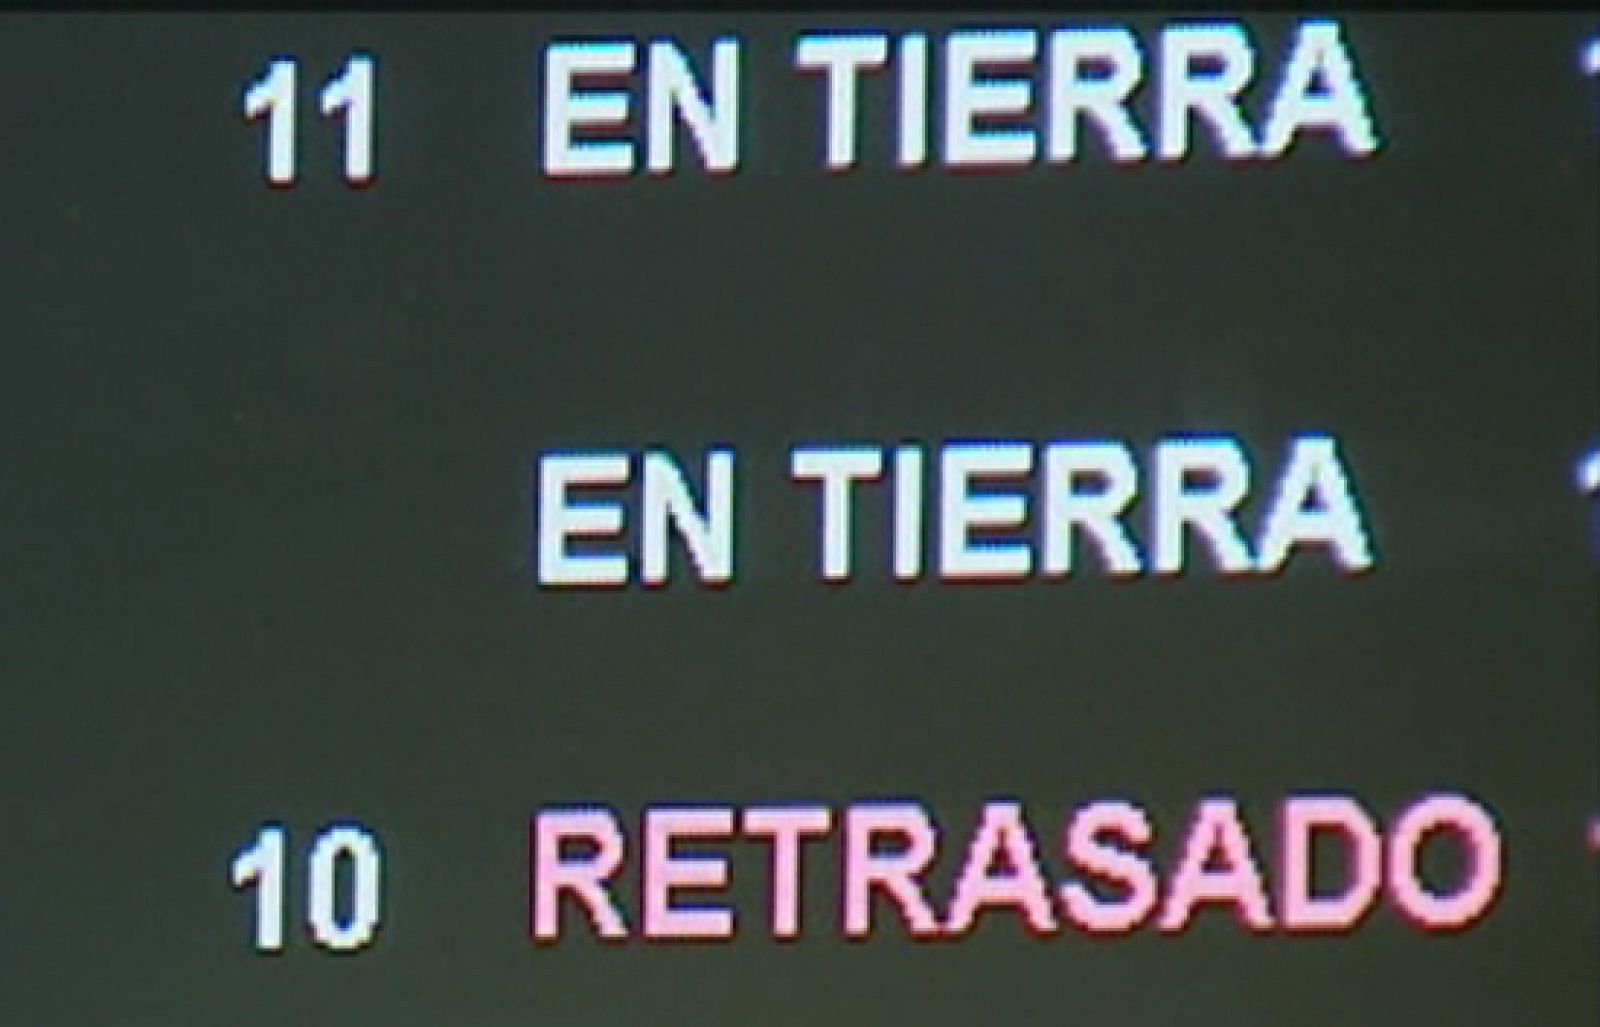 11 EN TIERRA
EN TIERRA
10 RETRASADO